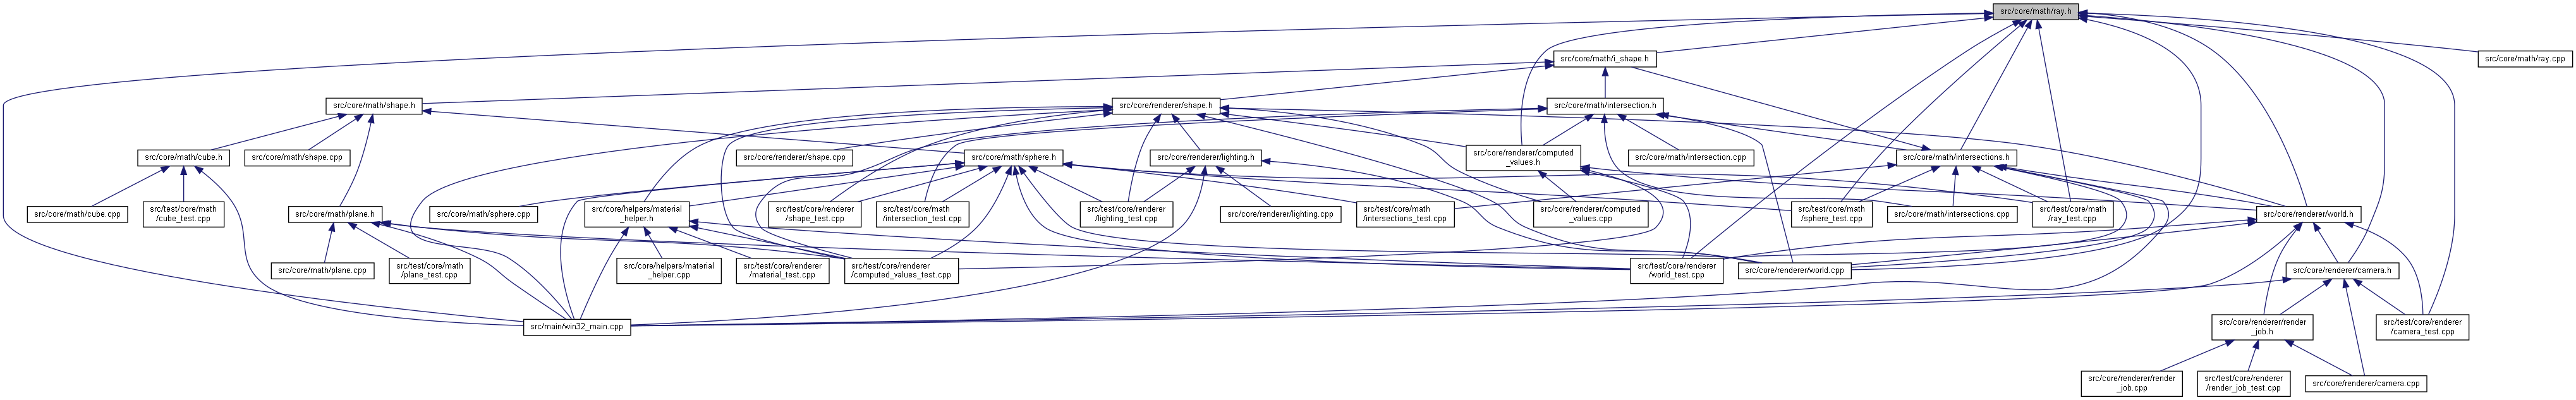 src/core/math/ray.h
src/core/math/i_shape.h
src/core/math/ray.cpp
src/core/math/shape.h
src/core/renderer/shape.h
src/core/math/intersection.h
src/core/math/cube.h
src/core/math/shape.cpp
src/core/renderer/shape.cpp
src/core/math/sphere.h
src/core/renderer/lighting.h
src/core/renderer/computed
_values.h
src/core/math/intersection.cpp
src/core/math/intersections.h
src/core/math/cube.cpp
src/test/core/math
/cube_test.cpp
src/core/math/plane.h
src/core/math/sphere.cpp
src/core/helpers/material
_helper.h
src/test/core/renderer
/shape_test.cpp
src/test/core/math
/intersection_test.cpp
src/test/core/renderer
/lighting_test.cpp
src/core/renderer/lighting.cpp
src/test/core/math
/intersections_test.cpp
src/core/renderer/computed
_values.cpp
src/test/core/math
/sphere_test.cpp
src/core/math/intersections.cpp
src/test/core/math
/ray_test.cpp
src/core/renderer/world.h
src/core/math/plane.cpp
src/test/core/math
/plane_test.cpp
src/core/helpers/material
_helper.cpp
src/test/core/renderer
/material_test.cpp
src/test/core/renderer
/computed_values_test.cpp
src/test/core/renderer
/world_test.cpp
src/core/renderer/world.cpp
src/core/renderer/camera.h
src/main/win32_main.cpp
src/core/renderer/render
_job.h
src/test/core/renderer
/camera_test.cpp
src/core/renderer/render
_job.cpp
src/test/core/renderer
/render_job_test.cpp
src/core/renderer/camera.cpp